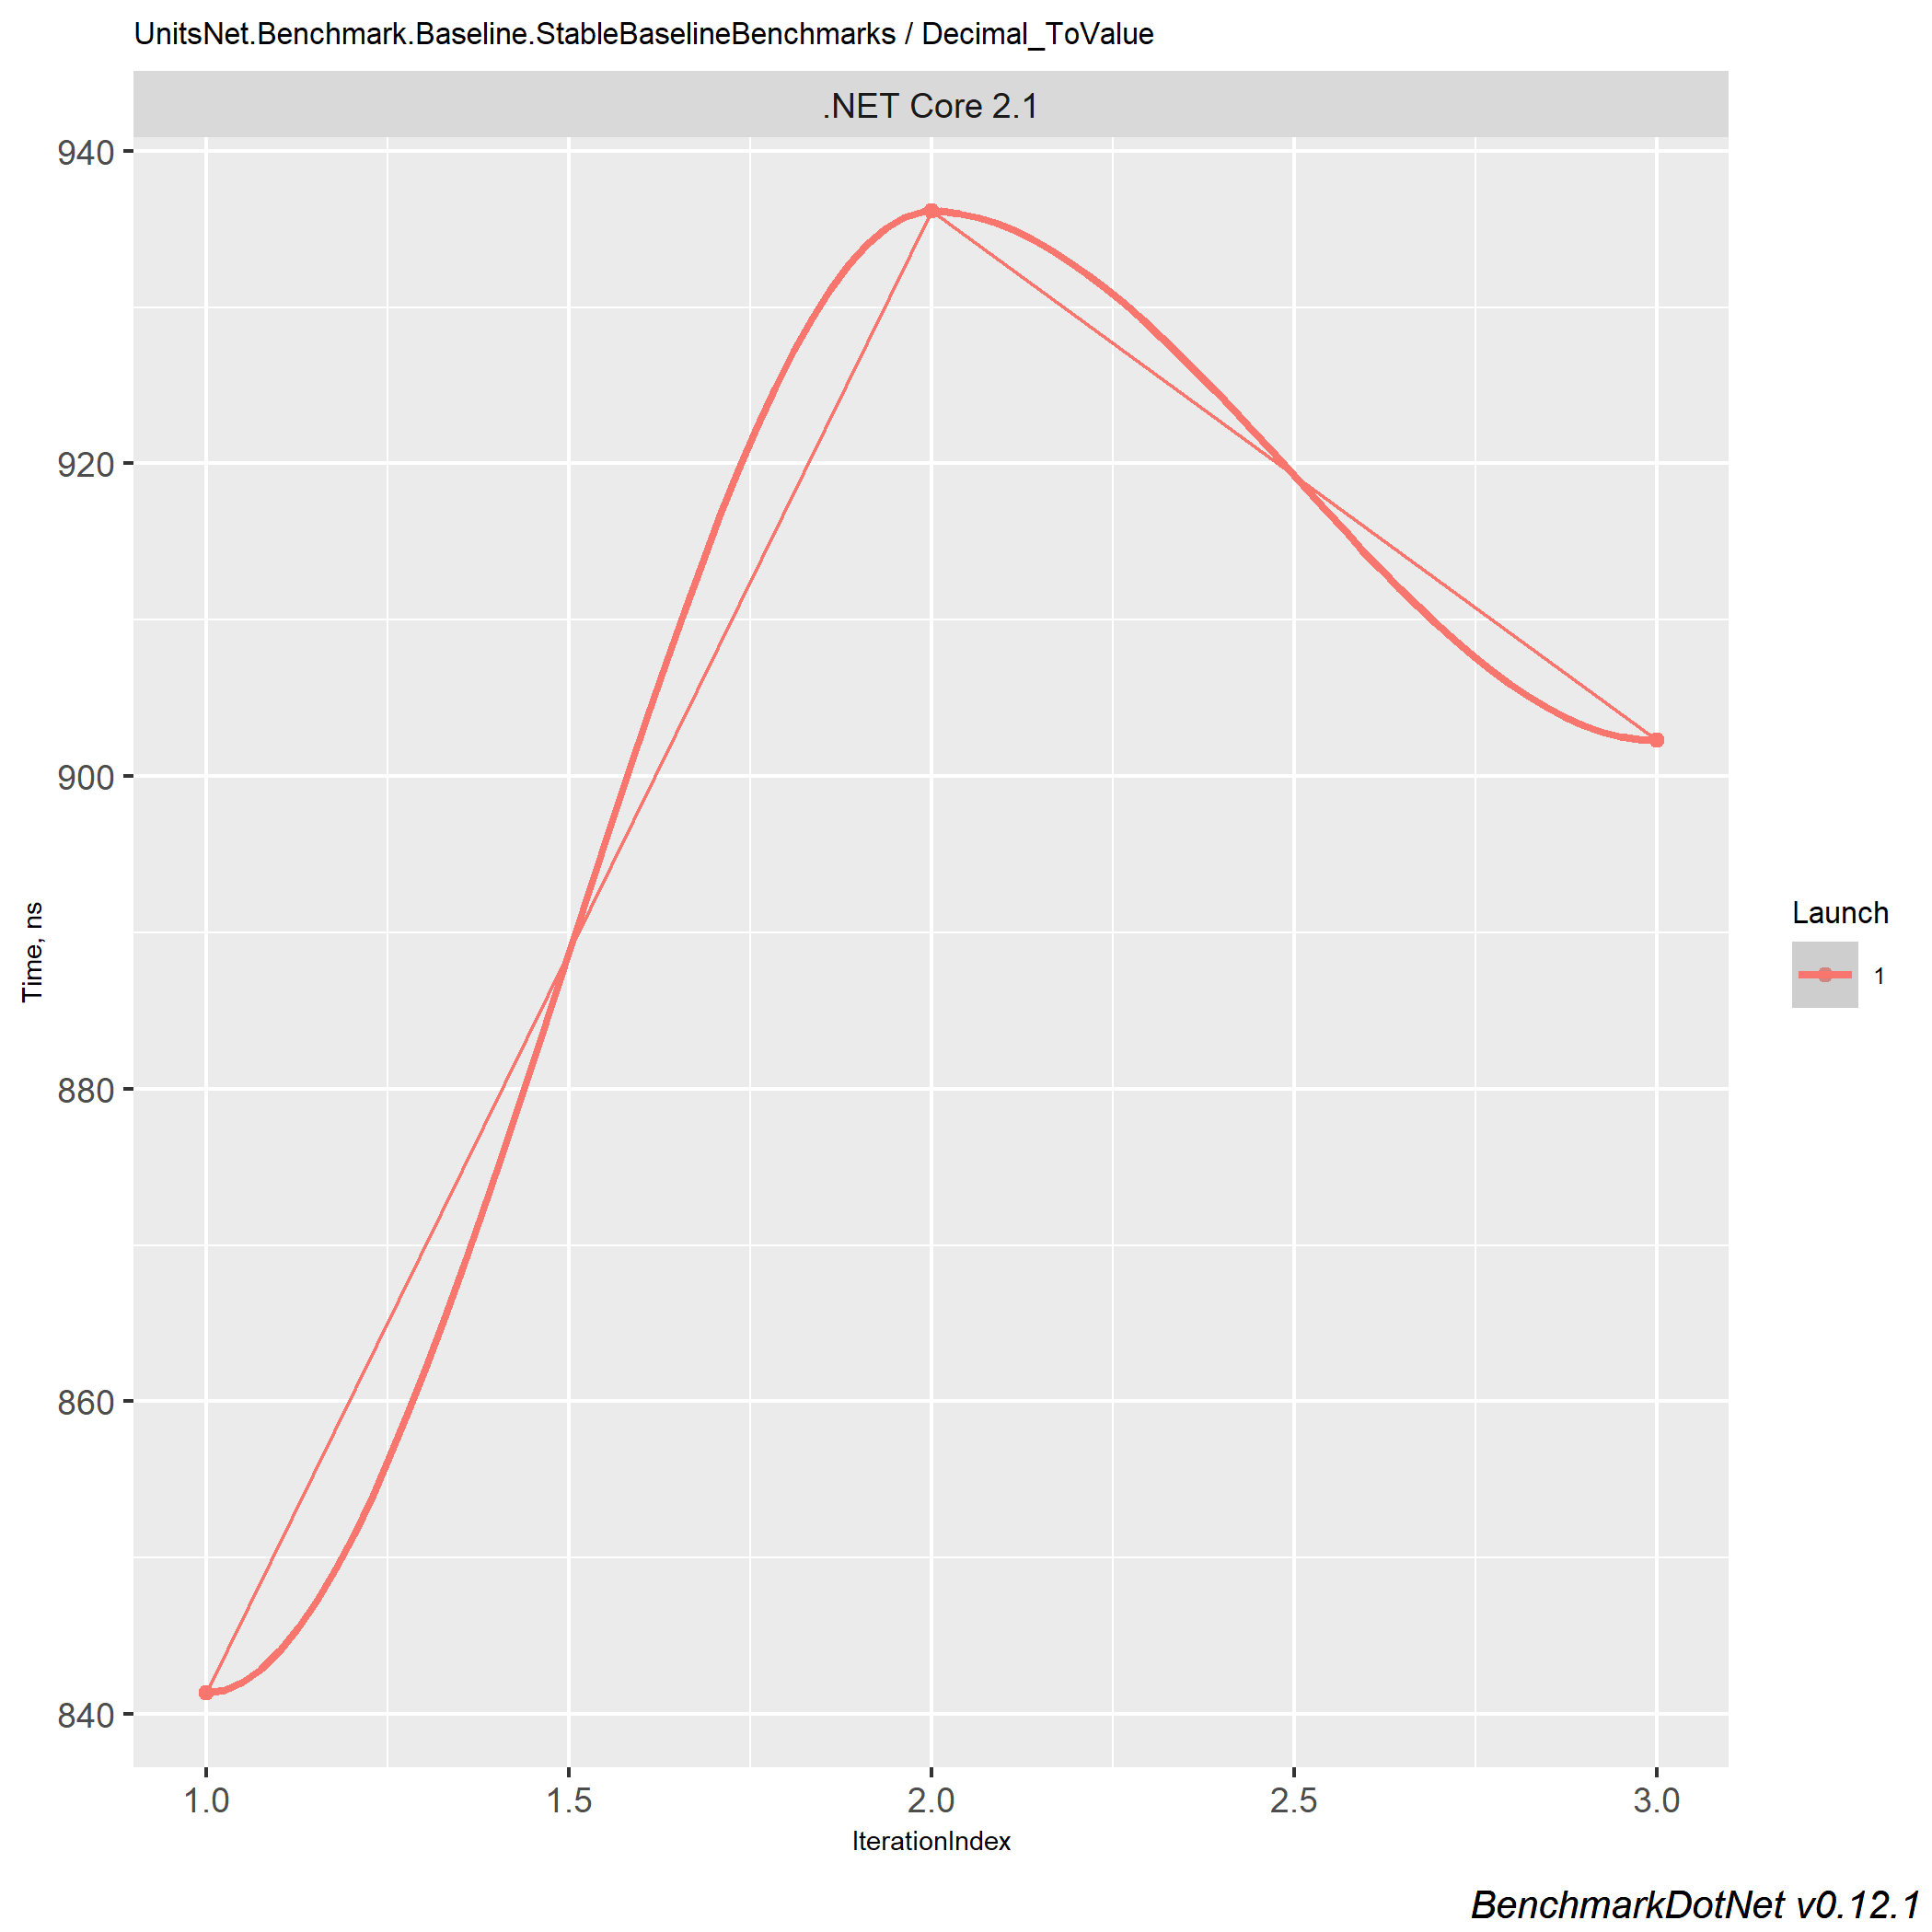 UnitsNet.Benchmark.Baseline.StableBaselineBenchmarks / Decimal_ToValue
.NET Core 2.1
940
920
900
880
860
840
Time, ns
1.0 1.5 2.0 2.5 3.0
IterationIndex
Launch
1
BenchmarkDotNet v0.12.1